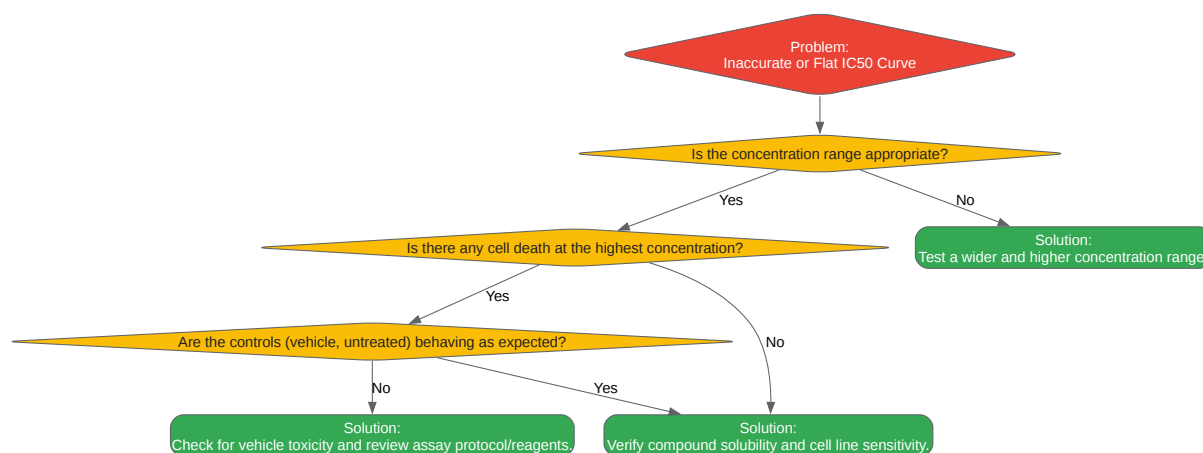 Problem:
Inaccurate or Flat IC50 Curve
Is the concentration range appropriate?
Yes
No
Is there any cell death at the highest concentration?
Solution:
Test a wider and higher concentration range
Yes
Are the controls (vehicle, untreated) behaving as expected?
No
No
Yes
Solution:
Check for vehicle toxicity and review assay protocol/reagents.
Solution:
Verify compound solubility and cell line sensitivity.